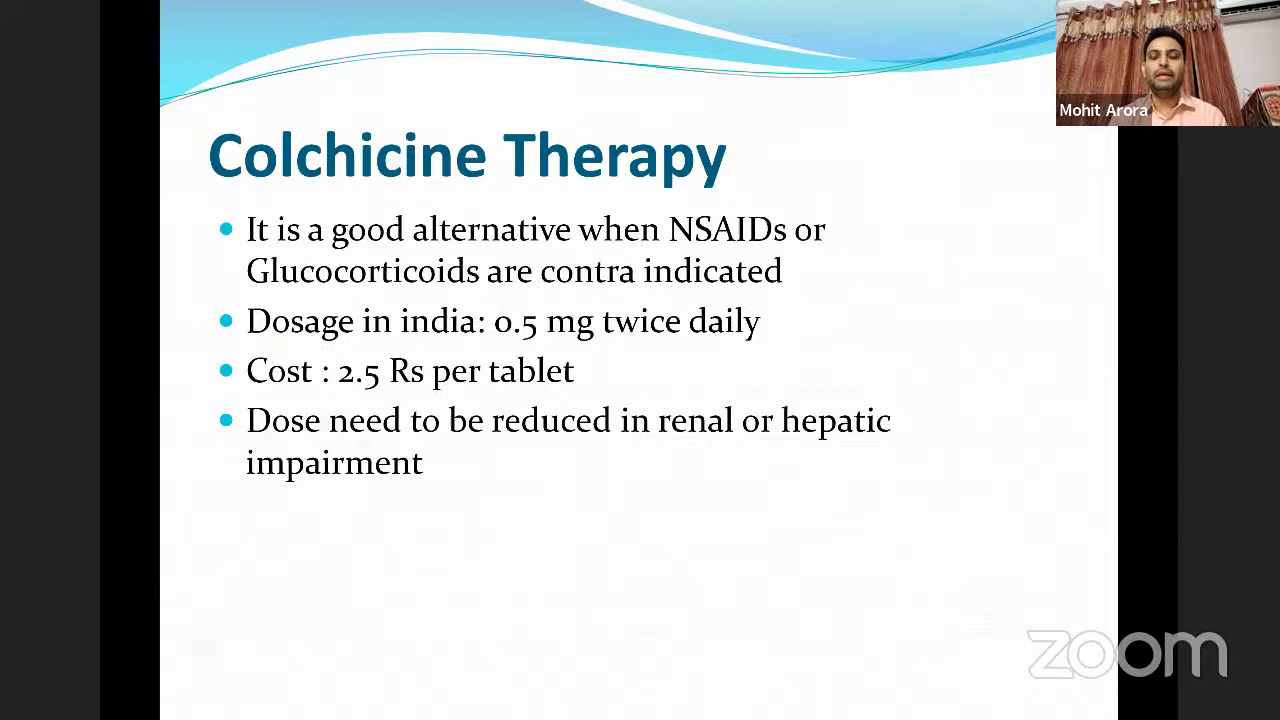 Mohit Arora
Colchicine Therapy
• It is a good alternative when NSAIDs or
Glucocorticoids are contra indicated
• Dosage in india: 0.5 mg twice daily
• Cost : 2.5 Rs per tablet
• Dose need to be reduced in renal or hepatic
impairment
zoom